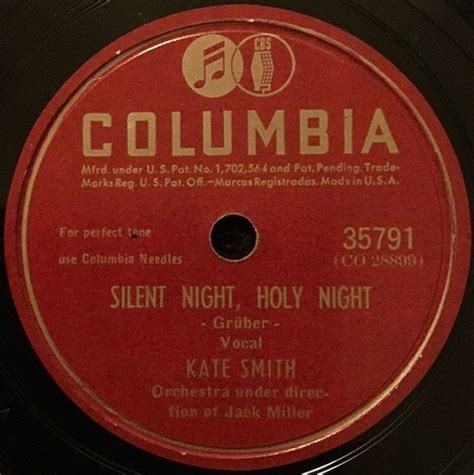 CBS
COLUMBIA
Mfrd. under U.S. Pat. No. 1,702,564 and Pat. Pending. Trade-
Marks Reg. U.S. Pat. Off.—Marcas Registradas. Made in U.S.A.
For perfect tone
use Columbia Needles
35791
(CO 28899)
SILENT NIGHT, HOLY NIGHT
- Grüber -
Vocal
KATE SMITH
Orchestra under direc-
tion of Jack Miller